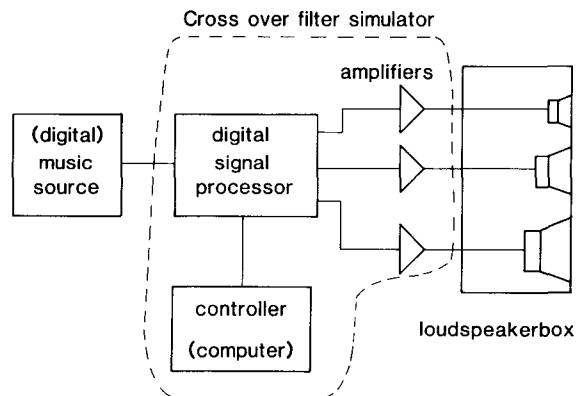 Cross over filter simulator
amplifiers
(digital)
music
source
digital
signal
processor
controller
(computer)
loudspeakerbox